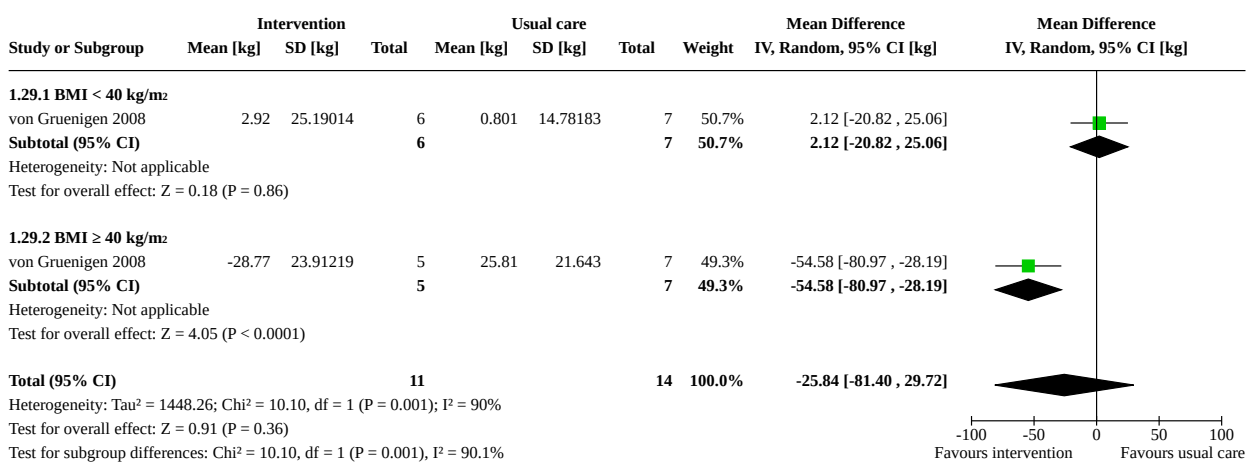 Intervention Usual care Mean Difference Mean Difference
Study or Subgroup Mean [kg] SD [kg] Total Mean [kg] SD [kg] Total Weight IV, Random, 95% CI [kg] IV, Random, 95% CI [kg]
1.29.1 BMI < 40 kg/m2
von Gruenigen 2008 2.92 25.19014 6 0.801 14.78183 7 50.7% 2.12 [-20.82 , 25.06]
Subtotal (95% CI) 6 7 50.7% 2.12 [-20.82 , 25.06]
Heterogeneity: Not applicable
Test for overall effect: Z = 0.18 (P = 0.86)
1.29.2 BMI ≥ 40 kg/m2
von Gruenigen 2008 -28.77 23.91219 5 25.81 21.643 7 49.3% -54.58 [-80.97 , -28.19]
Subtotal (95% CI) 5 7 49.3% -54.58 [-80.97 , -28.19]
Heterogeneity: Not applicable
Test for overall effect: Z = 4.05 (P < 0.0001)
Total (95% CI) 11 14 100.0% -25.84 [-81.40 , 29.72]
Heterogeneity: Tau² = 1448.26; Chi² = 10.10, df = 1 (P = 0.001); I² = 90%
Test for overall effect: Z = 0.91 (P = 0.36)
-100 -50 0 50 100
Test for subgroup differences: Chi² = 10.10, df = 1 (P = 0.001), I² = 90.1%
Favours intervention Favours usual care